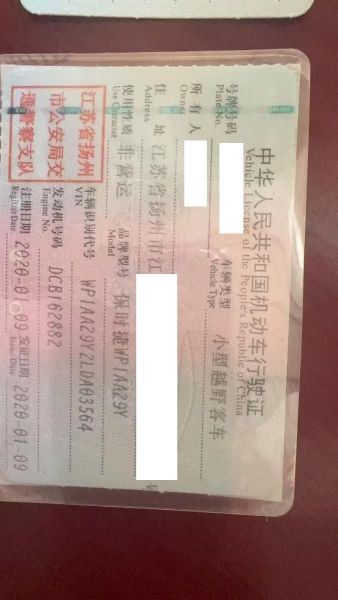 中华人民共和国机动车行驶证
Vehicle License of the People's Republic of China
号牌号码
Plate No.
车辆类型 小型越野客车
Vehicle Type
所有人
Owner
住址 江苏省扬州市江
Address
号
使用性质 非营运
Use Character
品牌型号 保时捷WP1AA29Y
Model
江苏省扬州
市公安局交
通警察支队
车辆识别代号 WP1AA29Y2LDA03564
VIN
发动机号码 DCB162882
Engine No.
注册日期 2020-01-09
Register Date
发证日期 2020-01-09
Issue Date